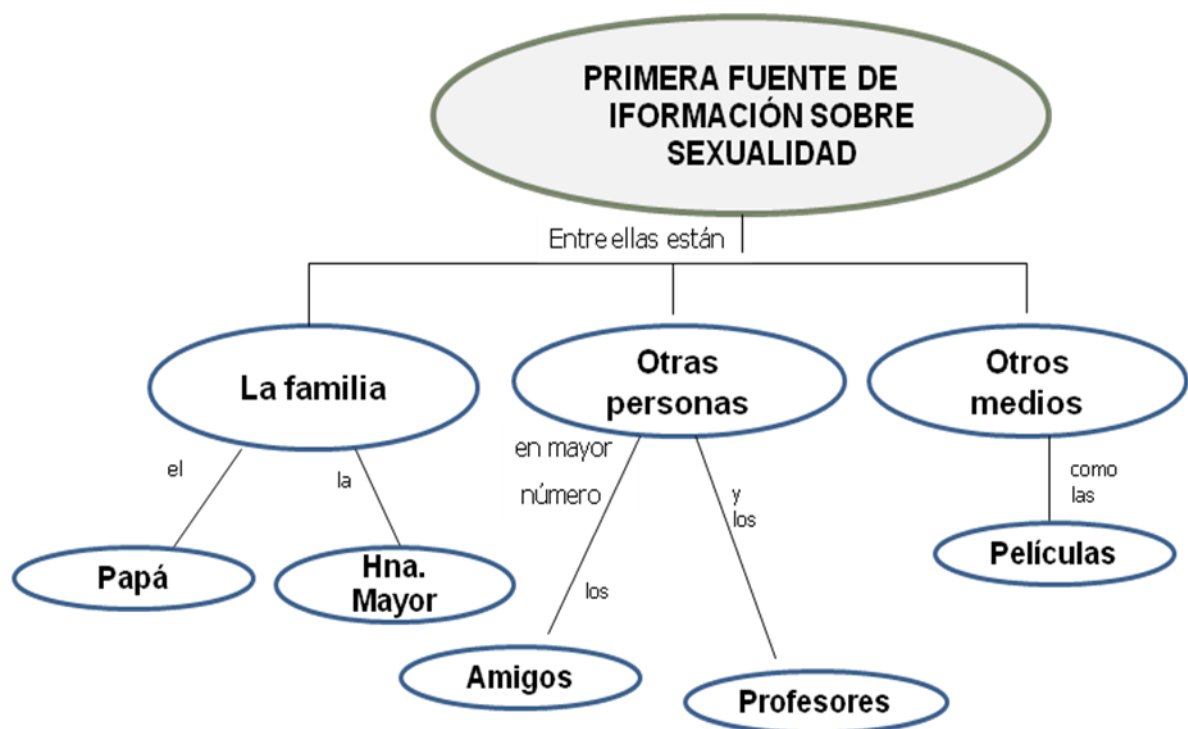 PRIMERA FUENTE DE
IFORMACIÓN SOBRE
SEXUALIDAD
Entre ellas están
La familia
Otras
personas
Otros
medios
el
la
en mayor
número
los
y
los
como
las
Papá
Hna.
Mayor
Amigos
Profesores
Películas